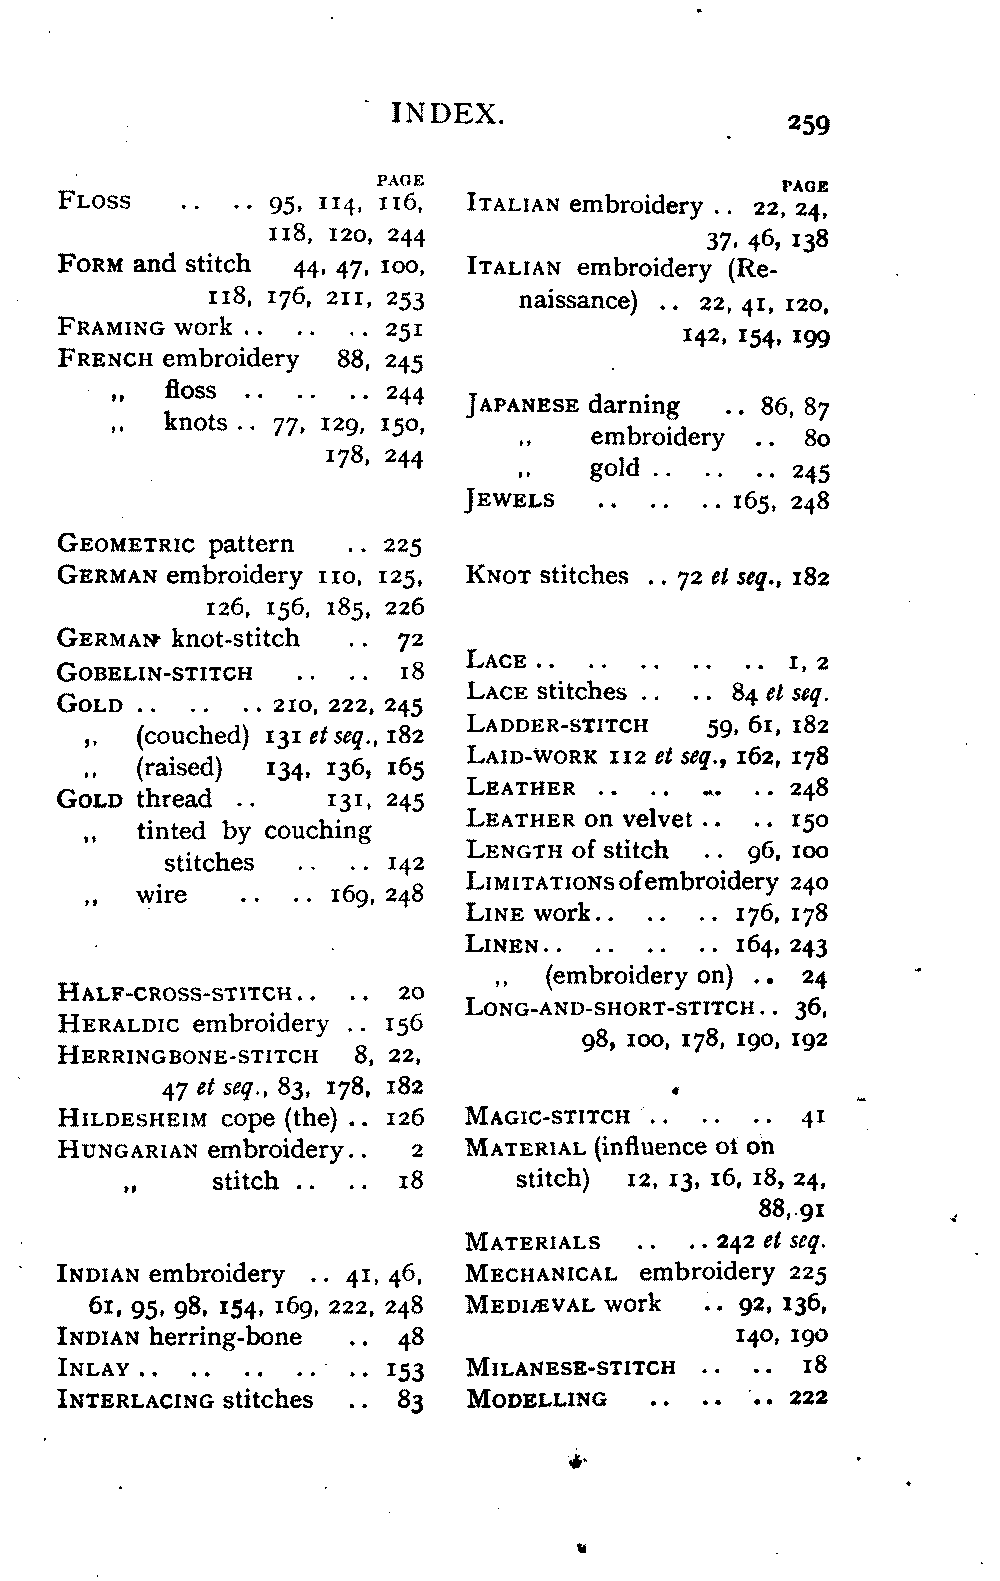 INDEX.
259
PAGE
FLOSS .. .. 95, 114, 116,
118, 120, 244
FORM and stitch 44, 47, 100,
118, 176, 211, 253
FRAMING work .. .. .. 251
FRENCH embroidery 88, 245
,, floss .. .. .. 244
,, knots .. 77, 129, 150,
178, 244
GEOMETRIC pattern .. 225
GERMAN embroidery 110, 125,
126, 156, 185, 226
GERMAN knot-stitch .. 72
GOBELIN-STITCH .. .. 18
GOLD .. .. .. 210, 222, 245
,, (couched) 131 et seq., 182
,, (raised) 134, 136, 165
GOLD thread .. 131, 245
,, tinted by couching
stitches .. .. 142
,, wire .. .. 169, 248
HALF-CROSS-STITCH .. .. 20
HERALDIC embroidery .. 156
HERRINGBONE-STITCH 8, 22,
47 et seq., 83, 178, 182
HILDESHEIM cope (the) .. 126
HUNGARIAN embroidery .. 2
,, stitch .. .. 18
INDIAN embroidery .. 41, 46,
61, 95, 98, 154, 169, 222, 248
INDIAN herring-bone .. 48
INLAY .. .. .. .. .. 153
INTERLACING stitches .. 83
PAGE
ITALIAN embroidery .. 22, 24,
37, 46, 138
ITALIAN embroidery (Re-
naissance) .. 22, 41, 120,
142, 154, 199
JAPANESE darning .. 86, 87
,, embroidery .. 80
,, gold .. .. .. 245
JEWELS .. .. .. 165, 248
KNOT stitches .. 72 et seq., 182
LACE .. .. .. .. .. 1, 2
LACE stitches .. .. 84 et seq.
LADDER-STITCH 59, 61, 182
LAID-WORK 112 et seq., 162, 178
LEATHER .. .. .. .. 248
LEATHER on velvet .. .. 150
LENGTH of stitch .. 96, 100
LIMITATIONS of embroidery 240
LINE work .. .. .. 176, 178
LINEN .. .. .. .. 164, 243
,, (embroidery on) .. 24
LONG-AND-SHORT-STITCH .. 36,
98, 100, 178, 190, 192
MAGIC-STITCH .. .. .. 41
MATERIAL (influence of on
stitch) 12, 13, 16, 18, 24,
88, 91
MATERIALS .. .. 242 et seq.
MECHANICAL embroidery 225
MEDIÆVAL work .. 92, 136,
140, 190
MILANESE-STITCH .. .. 18
MODELLING .. .. .. 222